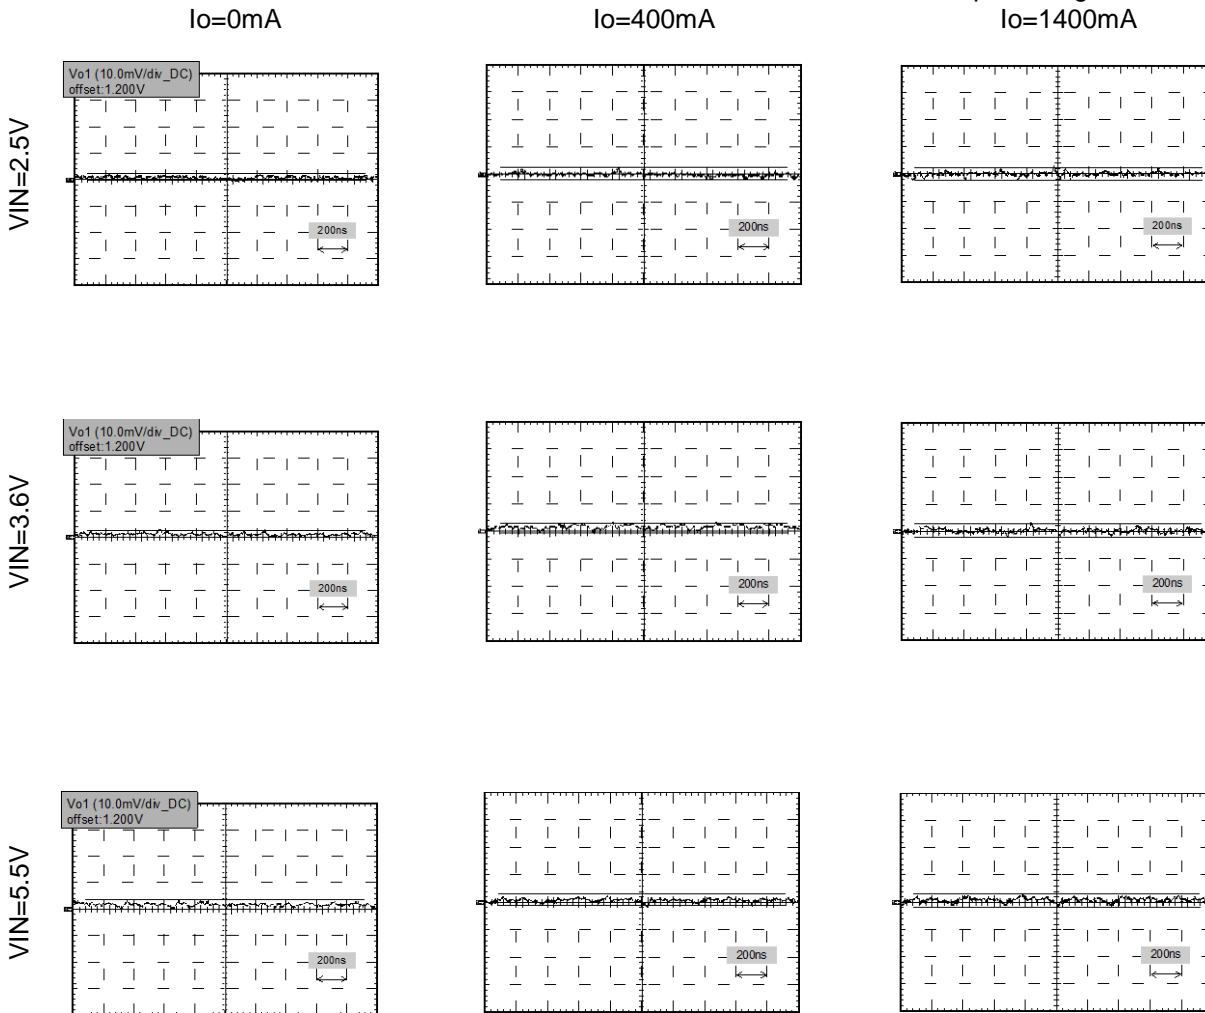 Io=0mA
Io=400mA
Io=1400mA
VIN=2.5V
Vo1 (10.0mV/div_DC)
offset:1.200V
200ns
200ns
200ns
VIN=3.6V
Vo1 (10.0mV/div_DC)
offset:1.200V
200ns
200ns
200ns
VIN=5.5V
Vo1 (10.0mV/div_DC)
offset:1.200V
200ns
200ns
200ns